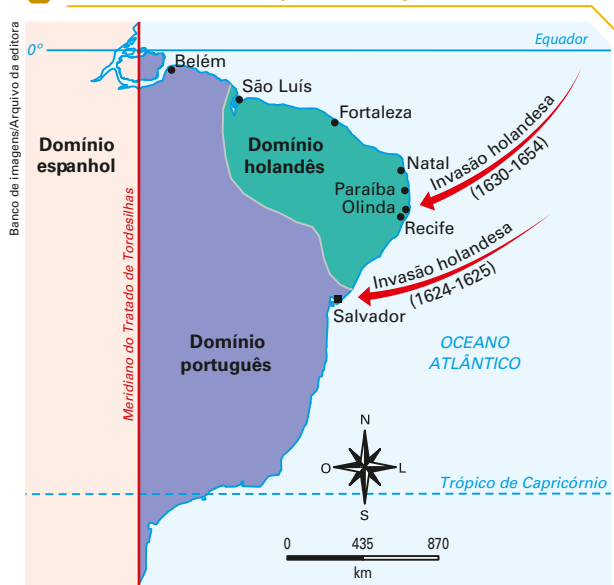 Banco de imagens/Arquivo da editora
0º
Equador
Belém
São Luís
Fortaleza
Domínio
espanhol
Domínio
holandês
Natal
Paraíba
Olinda
Recife
Invasão holandesa
(1630-1654)
Invasão holandesa
(1624-1625)
Meridiano do Tratado de Tordesilhas
Salvador
Domínio
português
OCEANO
ATLÂNTICO
N
O
L
S
Trópico de Capricórnio
0
435
870
km